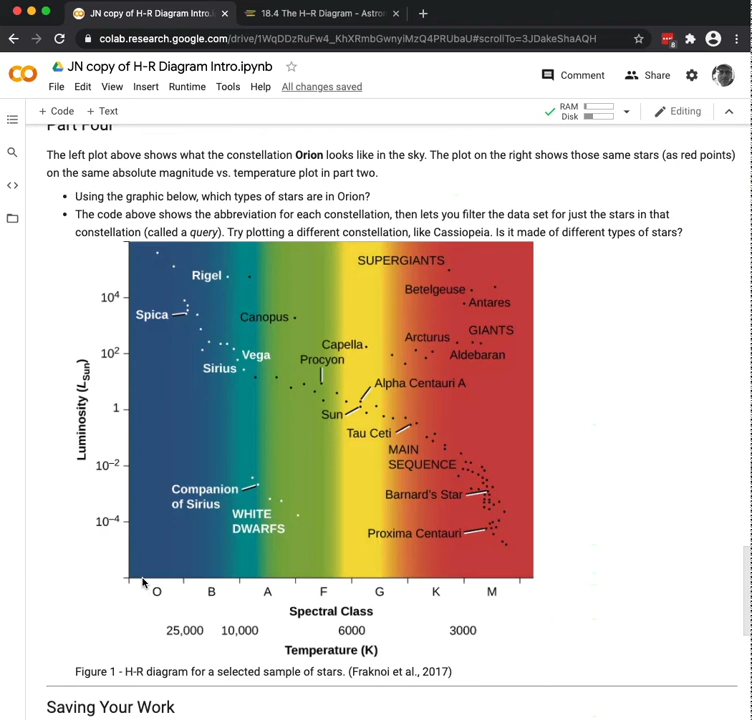 JN copy of H-R Diagram Intro.i
18.4 The H–R Diagram – Astro
colab.research.google.com/drive/1WqDDzRuFw4_KhXRmbGwnyIMzQ4PRUbaU#scrollTo=3JDakeShaAQH
JN copy of H-R Diagram Intro.ipynb
Comment
Share
File Edit View Insert Runtime Tools Help All changes saved
+ Code + Text
RAM
Disk
Editing
Part Four
The left plot above shows what the constellation Orion looks like in the sky. The plot on the right shows those same stars (as red points)
on the same absolute magnitude vs. temperature plot in part two.
• Using the graphic below, which types of stars are in Orion?
• The code above shows the abbreviation for each constellation, then lets you filter the data set for just the stars in that
constellation (called a query). Try plotting a different constellation, like Cassiopeia. Is it made of different types of stars?
SUPERGIANTS
Rigel
Betelgeuse
10⁴
Antares
Spica
Canopus
GIANTS
Arcturus
Capella
10²
Vega
Procyon
Aldebaran
Sirius
Alpha Centauri A
Luminosity (L_Sun)
1
Sun
Tau Ceti
MAIN
SEQUENCE
10⁻²
Companion
of Sirius
Barnard's Star
WHITE
DWARFS
10⁻⁴
Proxima Centauri
O B A F G K M
Spectral Class
25,000 10,000 6000 3000
Temperature (K)
Figure 1 - H-R diagram for a selected sample of stars. (Fraknoi et al., 2017)
Saving Your Work